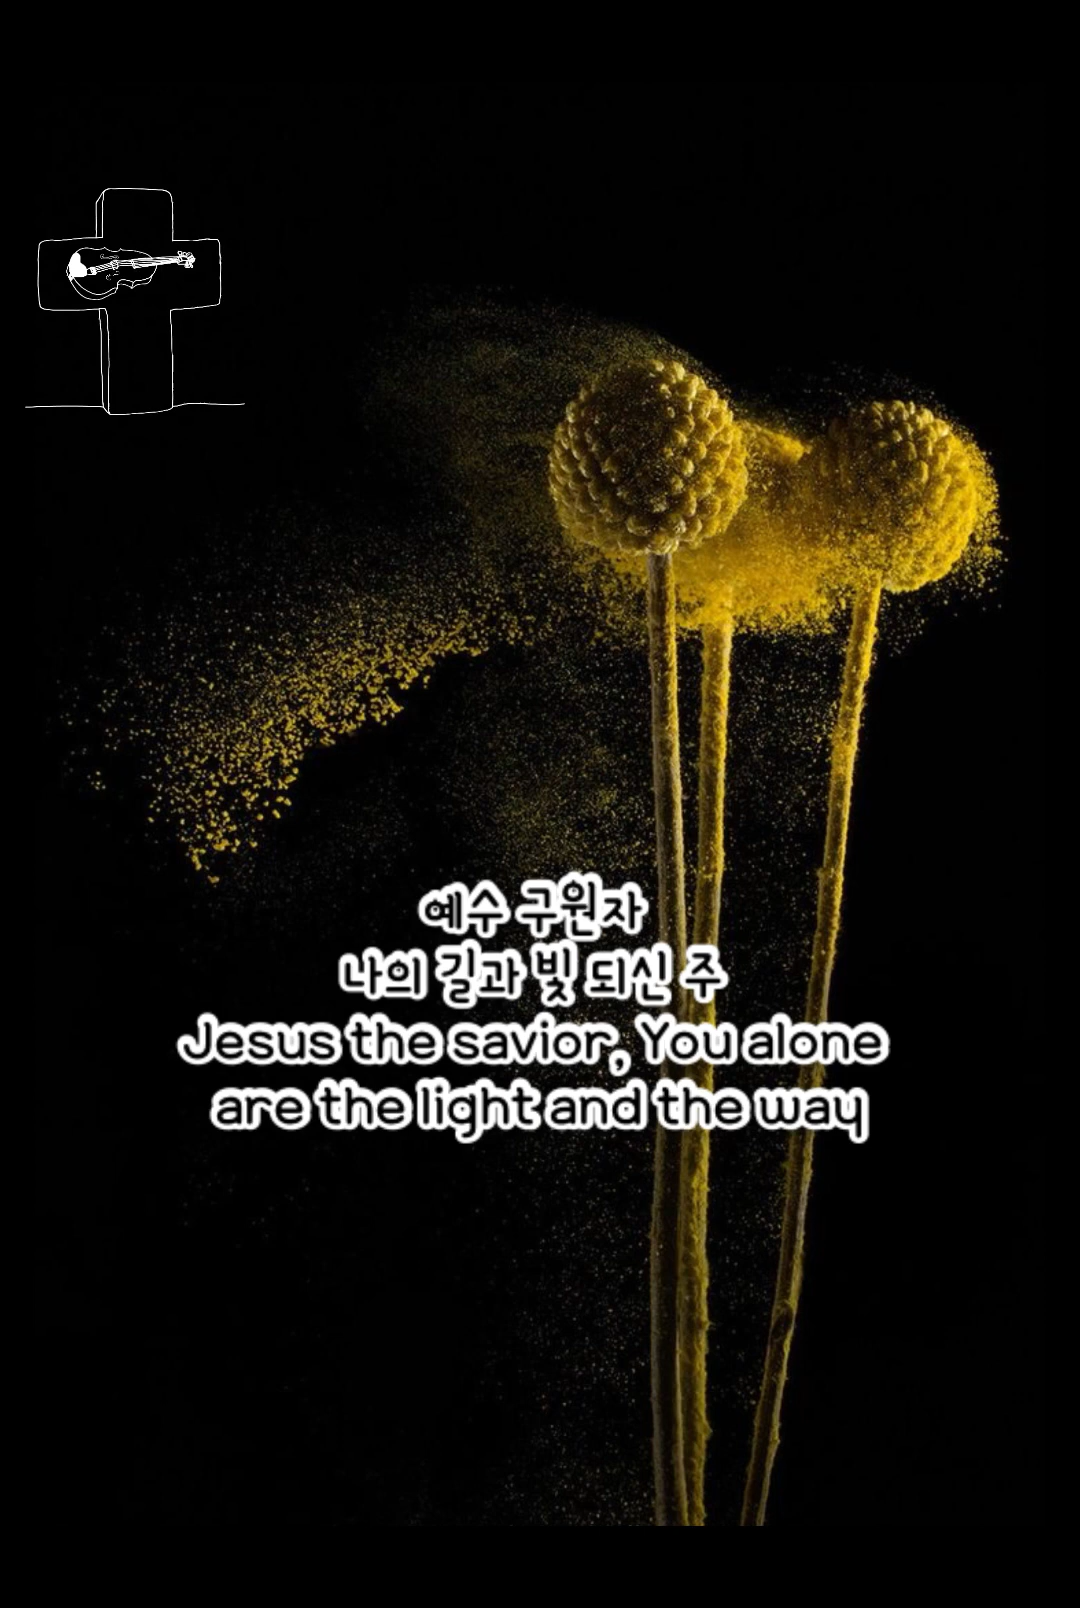 예수 구원자
나의 길과 빛 되신 주
Jesus the savior, You alone
are the light and the way